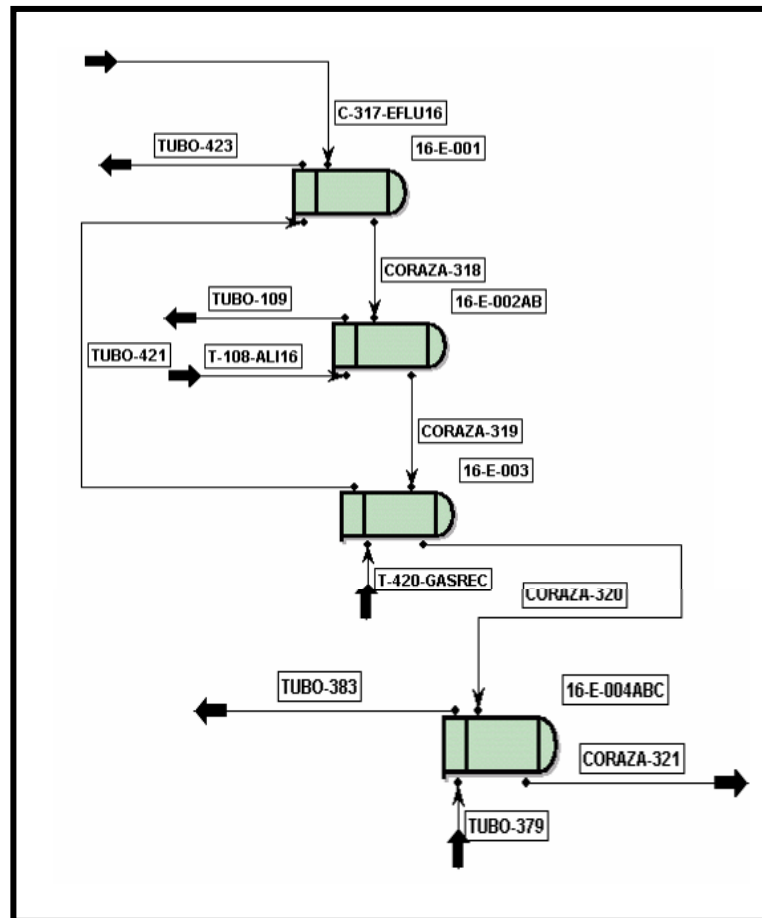 C-317-EFLU16
TUBO-423
16-E-001
CORAZA-318
TUBO-109
16-E-002AB
TUBO-421
T-108-ALI16
CORAZA-319
16-E-003
T-420-GASREC
CORAZA-320
TUBO-383
16-E-004ABC
CORAZA-321
TUBO-379